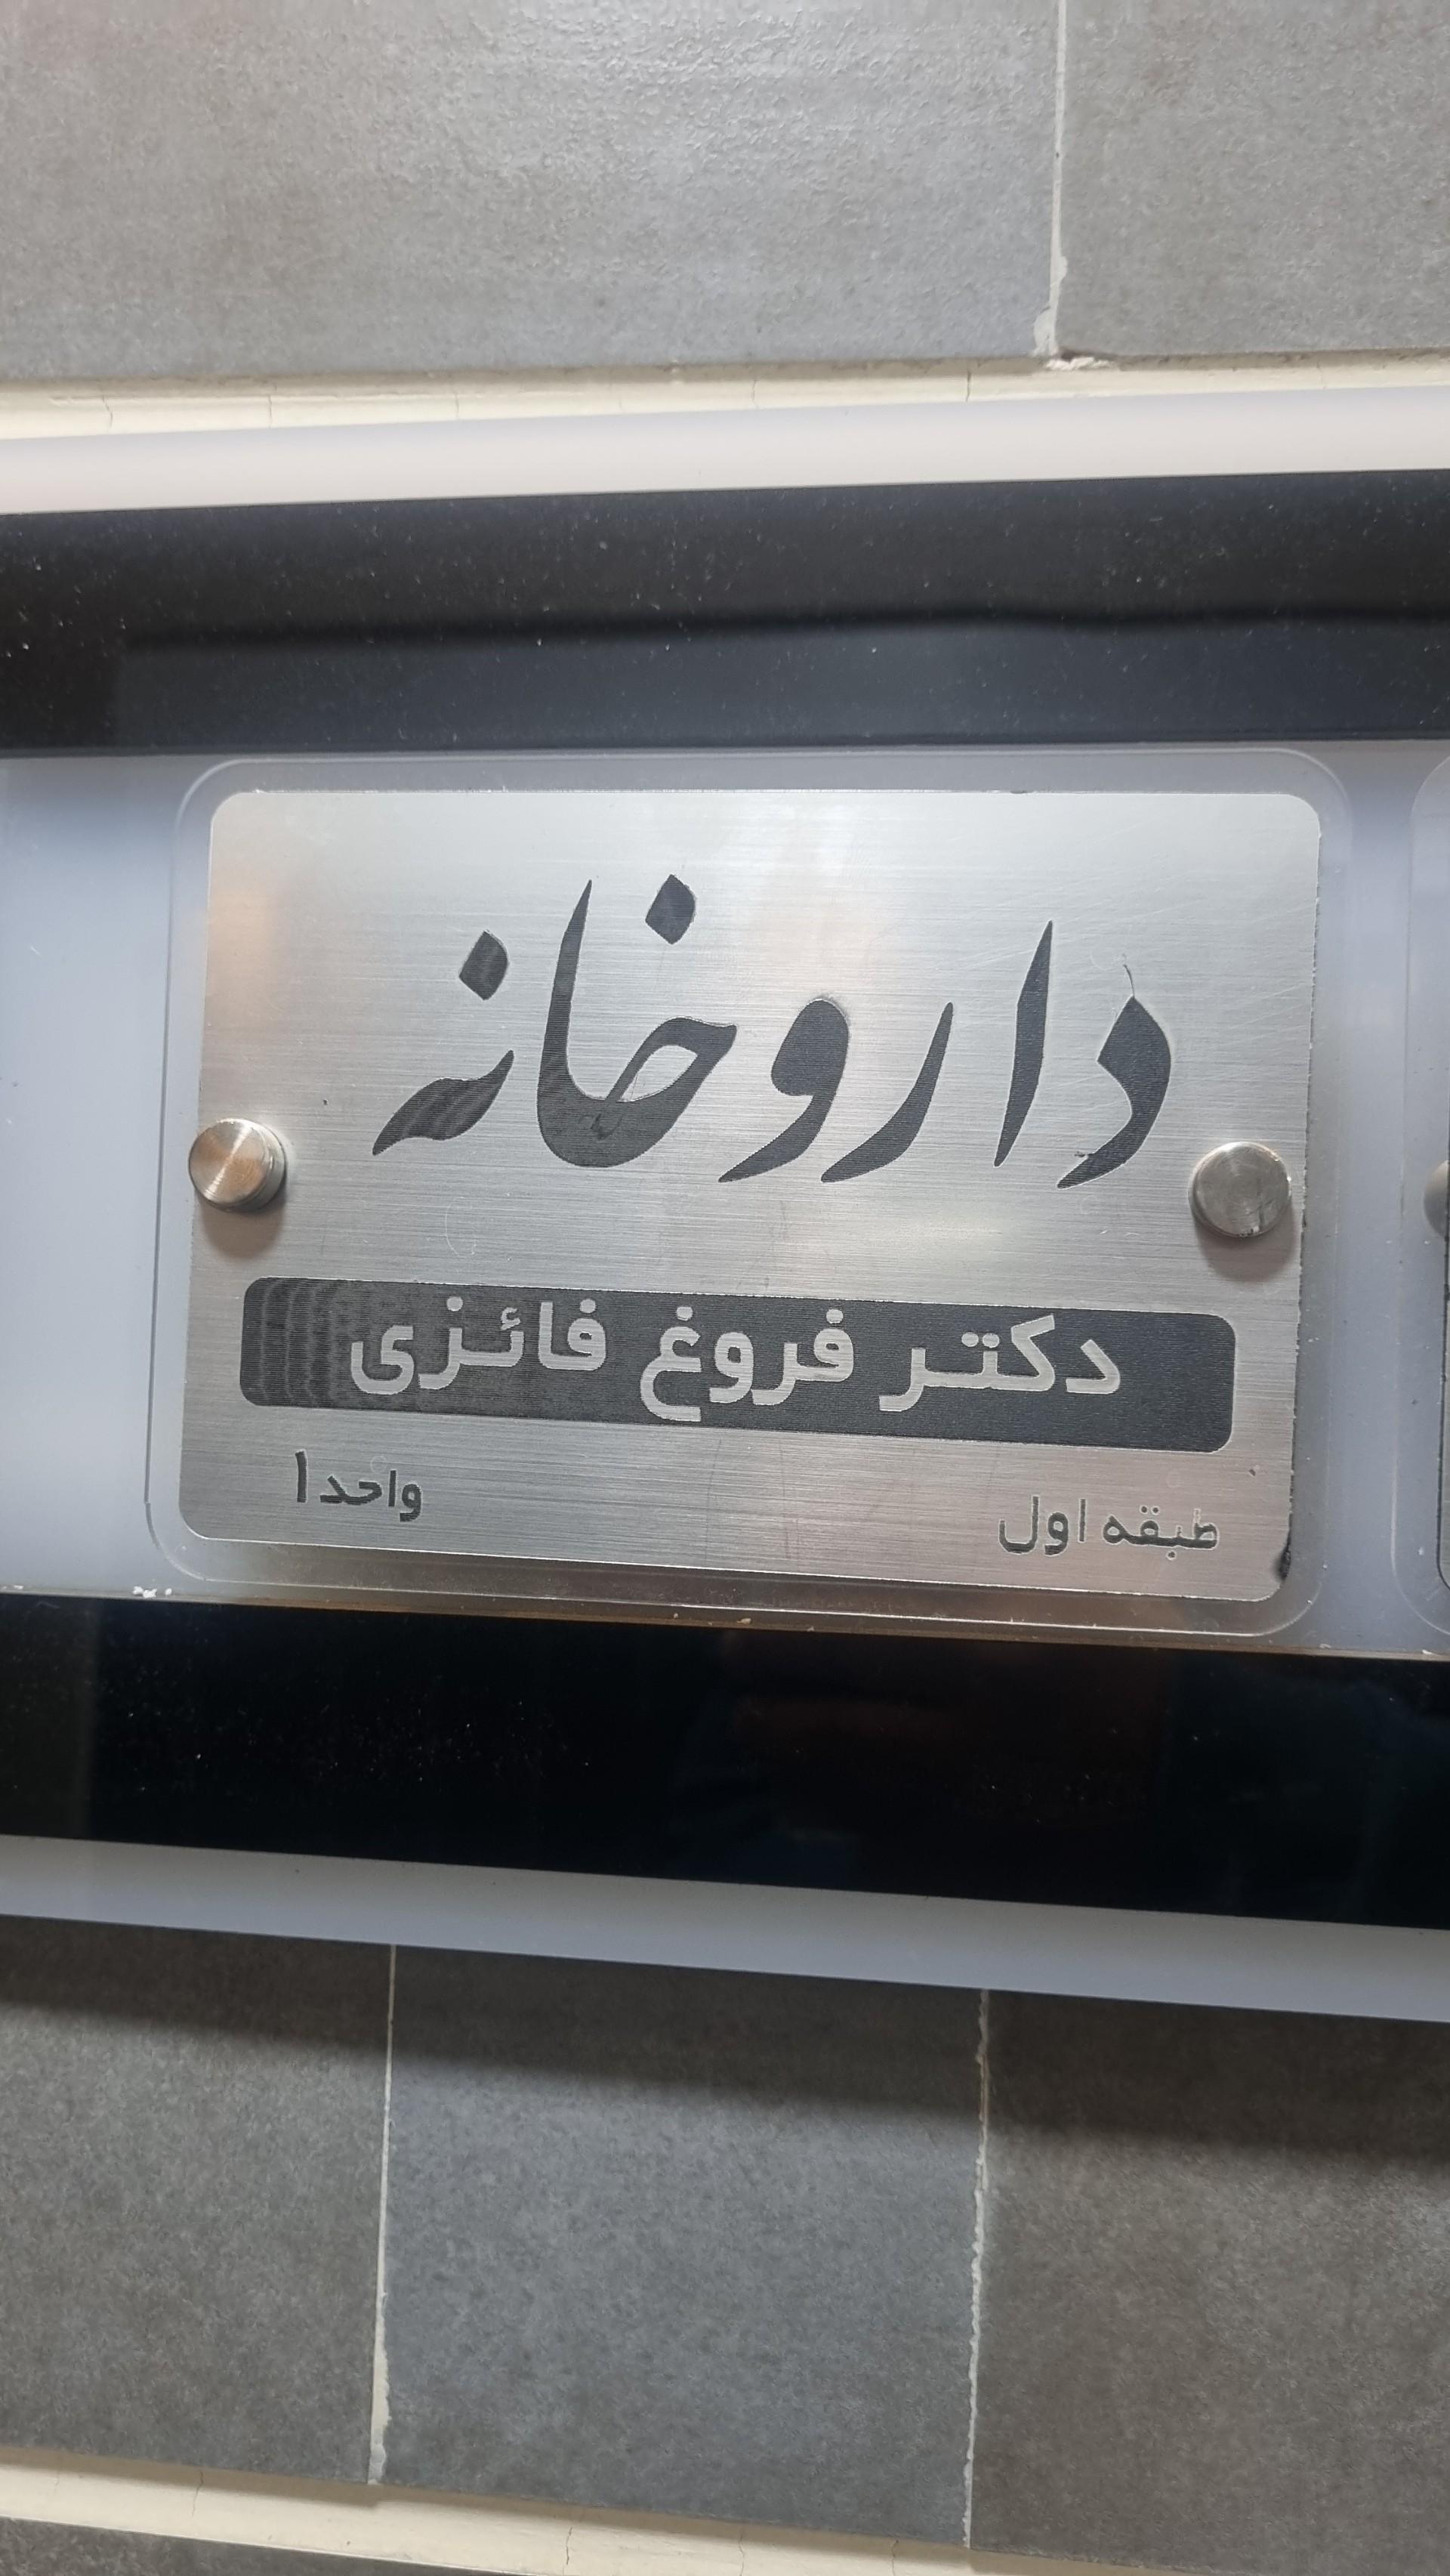 داروخانه
دکتر فروغ فائزی
طبقه اول واحد ۱